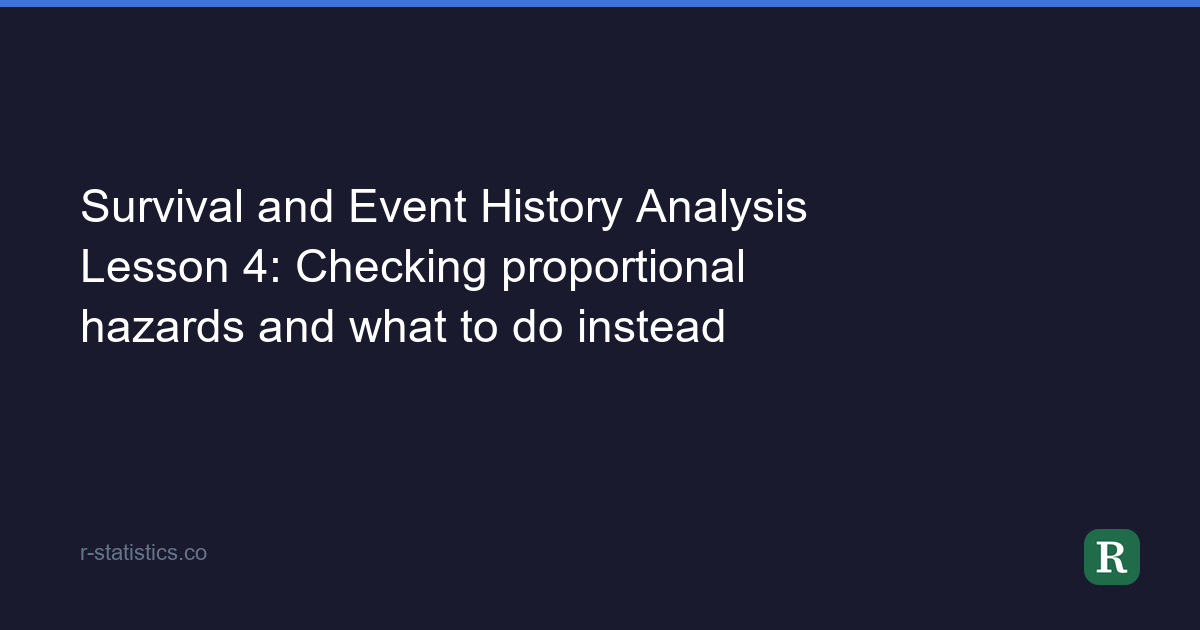 Survival and Event History Analysis
Lesson 4: Checking proportional
hazards and what to do instead
r-statistics.co
R